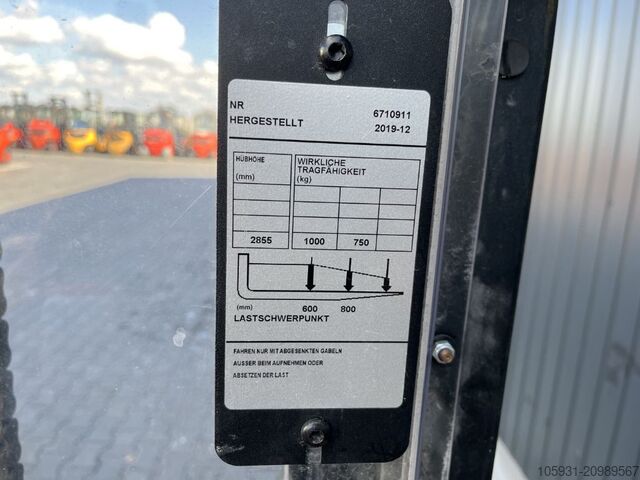 NR 6710911
HERGESTELLT 2019-12
HUBHÖHE WIRKLICHE
TRAGFÄHIGKEIT
(mm) (kg)
2855 1000 750
(mm) 600 800
LASTSCHWERPUNKT
FAHREN NUR MIT ABGESENKTEN GABELN
AUSSER BEIM AUFNEHMEN ODER
ABSETZEN DER LAST
105931-20989567